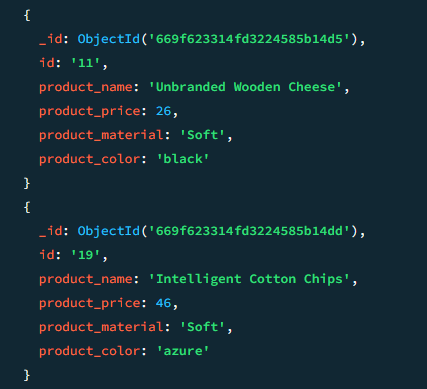 {
_id: ObjectId('669f623314fd3224585b14d5'),
id: '11',
product_name: 'Unbranded Wooden Cheese',
product_price: 26,
product_material: 'Soft',
product_color: 'black'
}
{
_id: ObjectId('669f623314fd3224585b14dd'),
id: '19',
product_name: 'Intelligent Cotton Chips',
product_price: 46,
product_material: 'Soft',
product_color: 'azure'
}